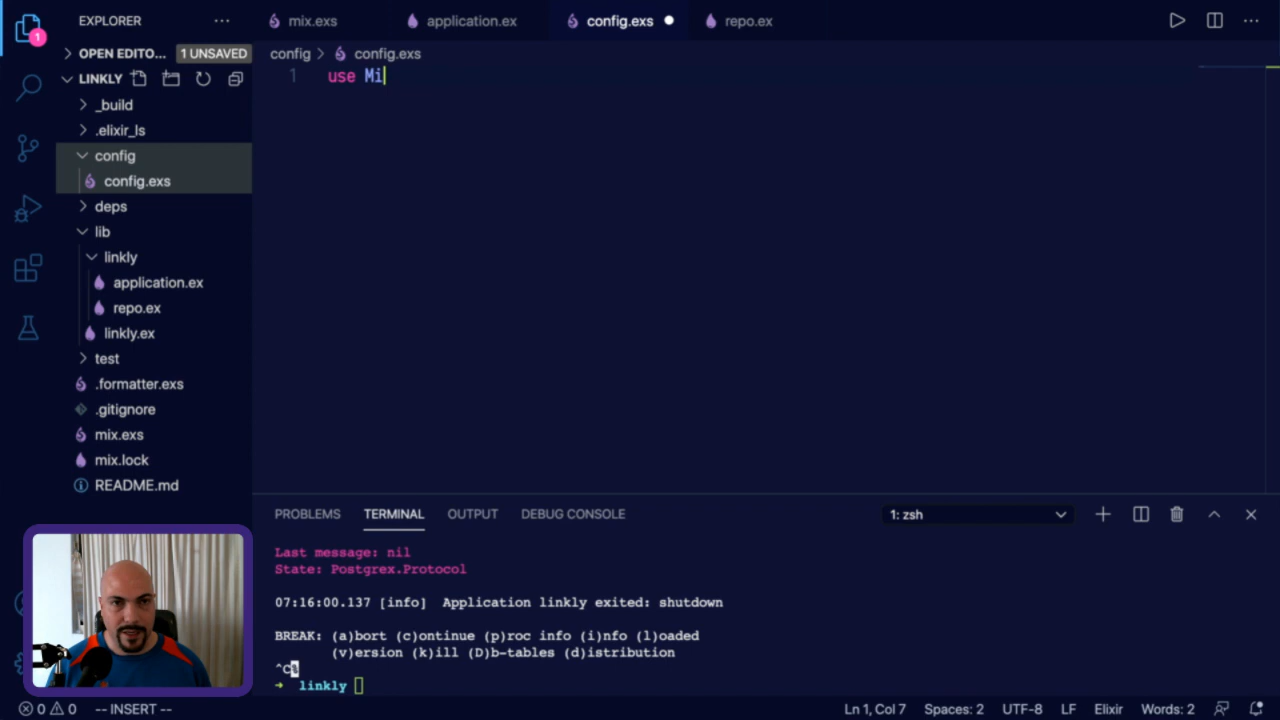 EXPLORER
mix.exs
application.ex
config.exs
repo.ex
OPEN EDITO... 1 UNSAVED
config > config.exs
LINKLY
1 use Mi
_build
.elixir_ls
config
config.exs
deps
lib
linkly
application.ex
repo.ex
linkly.ex
test
.formatter.exs
.gitignore
mix.exs
mix.lock
README.md
1
PROBLEMS TERMINAL OUTPUT DEBUG CONSOLE 1: zsh
Last message: nil
State: Postgrex.Protocol
07:16:00.137 [info] Application linkly exited: shutdown
BREAK: (a)bort (c)ontinue (p)roc info (i)nfo (l)oaded
(v)ersion (k)ill (D)b-tables (d)istribution
^C%
→ linkly
0 0 -- INSERT -- Ln 1, Col 7 Spaces: 2 UTF-8 LF Elixir Words: 2